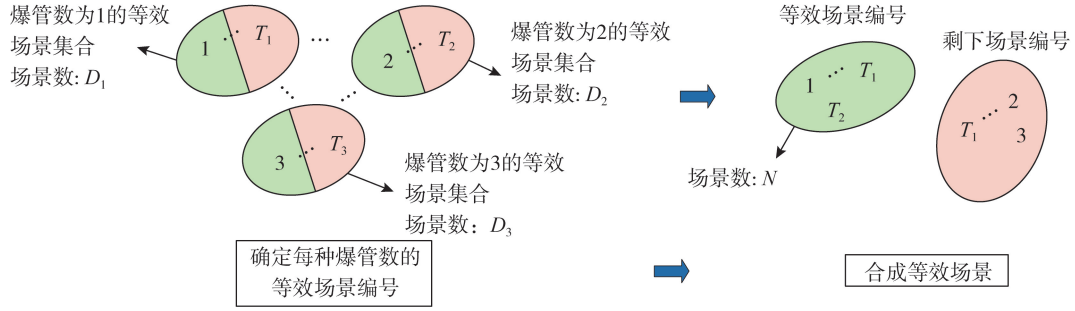 爆管数为1的等效
场景集合
场景数: D₁
1 ⋯ T₁
…
2 ⋯ T₂
爆管数为2的等效
场景集合
场景数: D₂
3 ⋯ T₃
爆管数为3的等效
场景集合
场景数：D₃
确定每种爆管数的
等效场景编号
等效场景编号
1 ⋯ T₁
T₂
场景数: N
剩下场景编号
T₁ ⋯ 2
3
合成等效场景